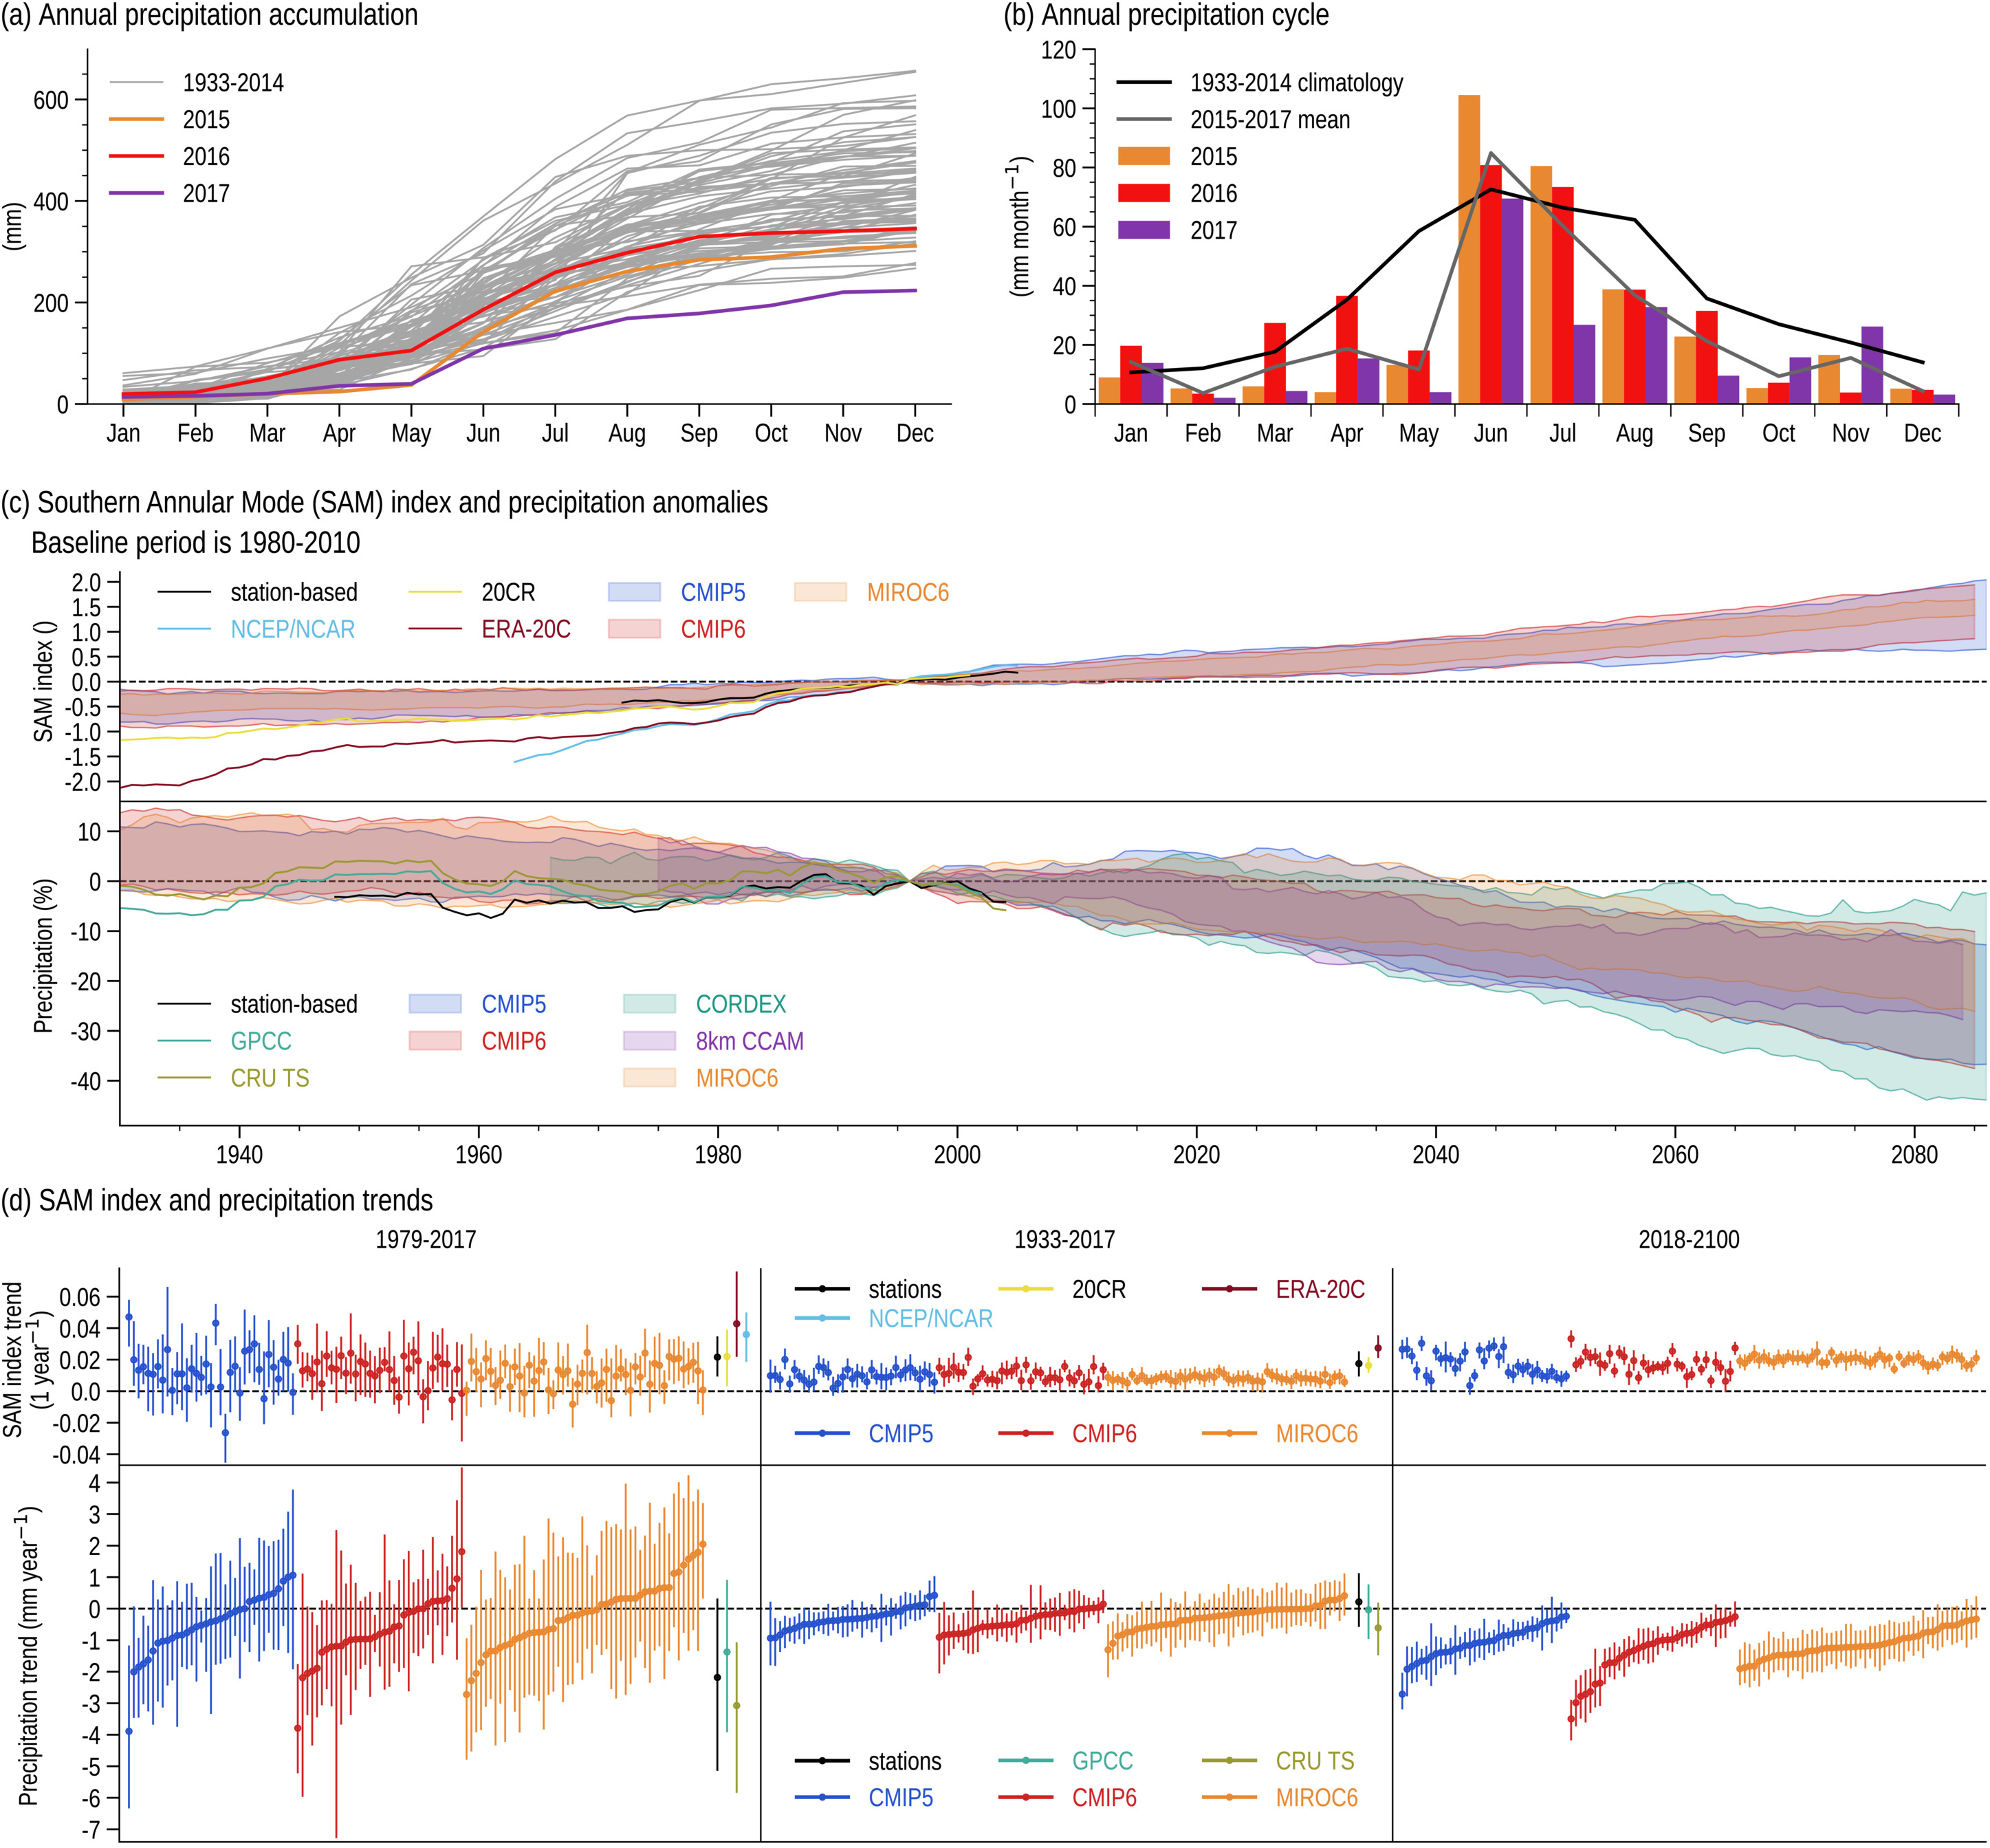 (a) Annual precipitation accumulation
(mm)
600
400
200
0
1933-2014
2015
2016
2017
Jan Feb Mar Apr May Jun Jul Aug Sep Oct Nov Dec
(b) Annual precipitation cycle
(mm month⁻¹)
120
100
80
60
40
20
0
1933-2014 climatology
2015-2017 mean
2015
2016
2017
Jan Feb Mar Apr May Jun Jul Aug Sep Oct Nov Dec
(c) Southern Annular Mode (SAM) index and precipitation anomalies
Baseline period is 1980-2010
SAM index ()
2.0
1.5
1.0
0.5
0.0
-0.5
-1.0
-1.5
-2.0
station-based 20CR CMIP5 MIROC6
NCEP/NCAR ERA-20C CMIP6
Precipitation (%)
10
0
-10
-20
-30
-40
station-based CMIP5 CORDEX
GPCC CMIP6 8km CCAM
CRU TS MIROC6
1940 1960 1980 2000 2020 2040 2060 2080
(d) SAM index and precipitation trends
1979-2017 1933-2017 2018-2100
SAM index trend
(1 year⁻¹)
0.06
0.04
0.02
0.0
-0.02
-0.04
stations 20CR ERA-20C
NCEP/NCAR
CMIP5 CMIP6 MIROC6
Precipitation trend (mm year⁻¹)
4
3
2
1
0
-1
-2
-3
-4
-5
-6
-7
stations GPCC CRU TS
CMIP5 CMIP6 MIROC6